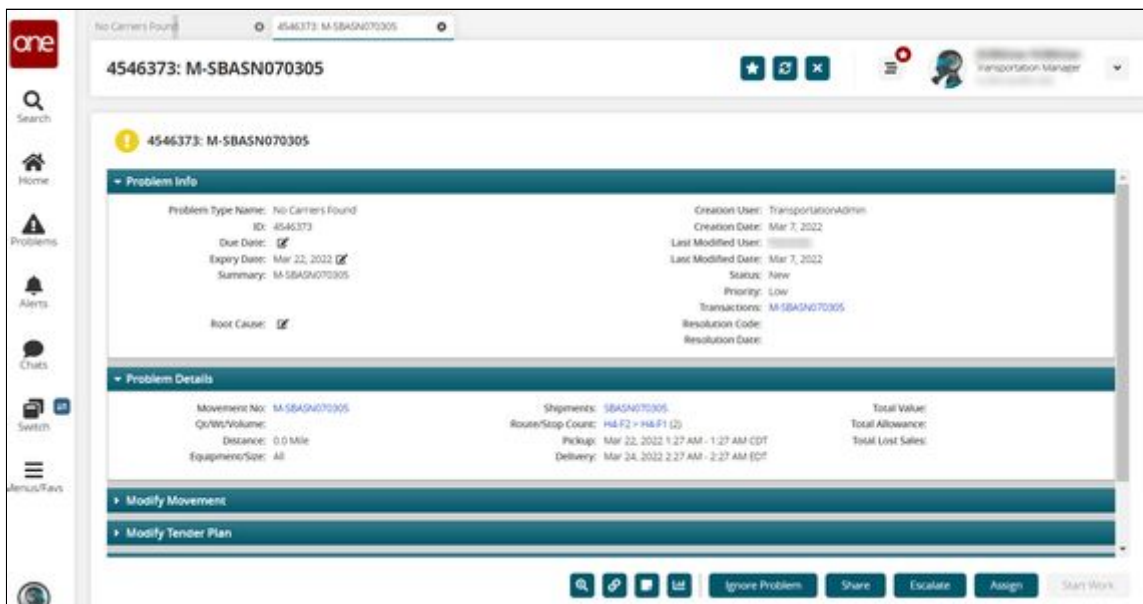 one
No Carriers Found
4546373: M-SBASN070305
4546373: M-SBASN070305
Transportation Manager
Search
Home
Problems
Alerts
Chats
Switch
Menus/Favs
4546373: M-SBASN070305
Problem Info
Problem Type Name: No Carriers Found
ID: 4546373
Due Date:
Expiry Date: Mar 22, 2022
Summary: M-SBASN070305
Root Cause:
Creation User: TransportationAdmin
Creation Date: Mar 7, 2022
Last Modified User:
Last Modified Date: Mar 7, 2022
Status: New
Priority: Low
Transactions: M-SBASN070305
Resolution Code:
Resolution Date:
Problem Details
Movement No: M-SBASN070305
Qt/Wt/Volume:
Distance: 0.0 Mile
Equipment/Size: All
Shipments: SBASN070305
Route/Stop Count: H4-F2 > H4-F1 (2)
Pickup: Mar 22, 2022 1:27 AM - 1:27 AM CDT
Delivery: Mar 24, 2022 2:27 AM - 2:27 AM EDT
Total Value:
Total Allowance:
Total Lost Sales:
Modify Movement
Modify Tender Plan
Ignore Problem
Share
Escalate
Assign
Start Work